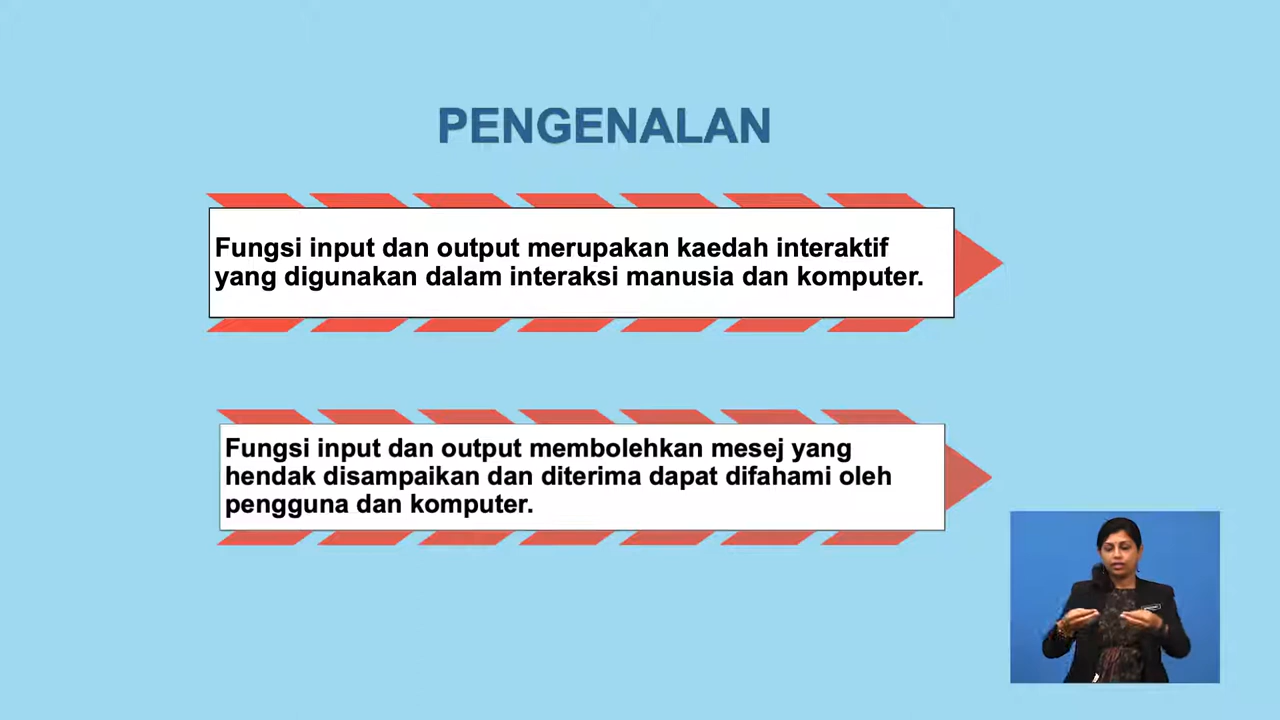 PENGENALAN
Fungsi input dan output merupakan kaedah interaktif
yang digunakan dalam interaksi manusia dan komputer.
Fungsi input dan output membolehkan mesej yang
hendak disampaikan dan diterima dapat difahami oleh
pengguna dan komputer.